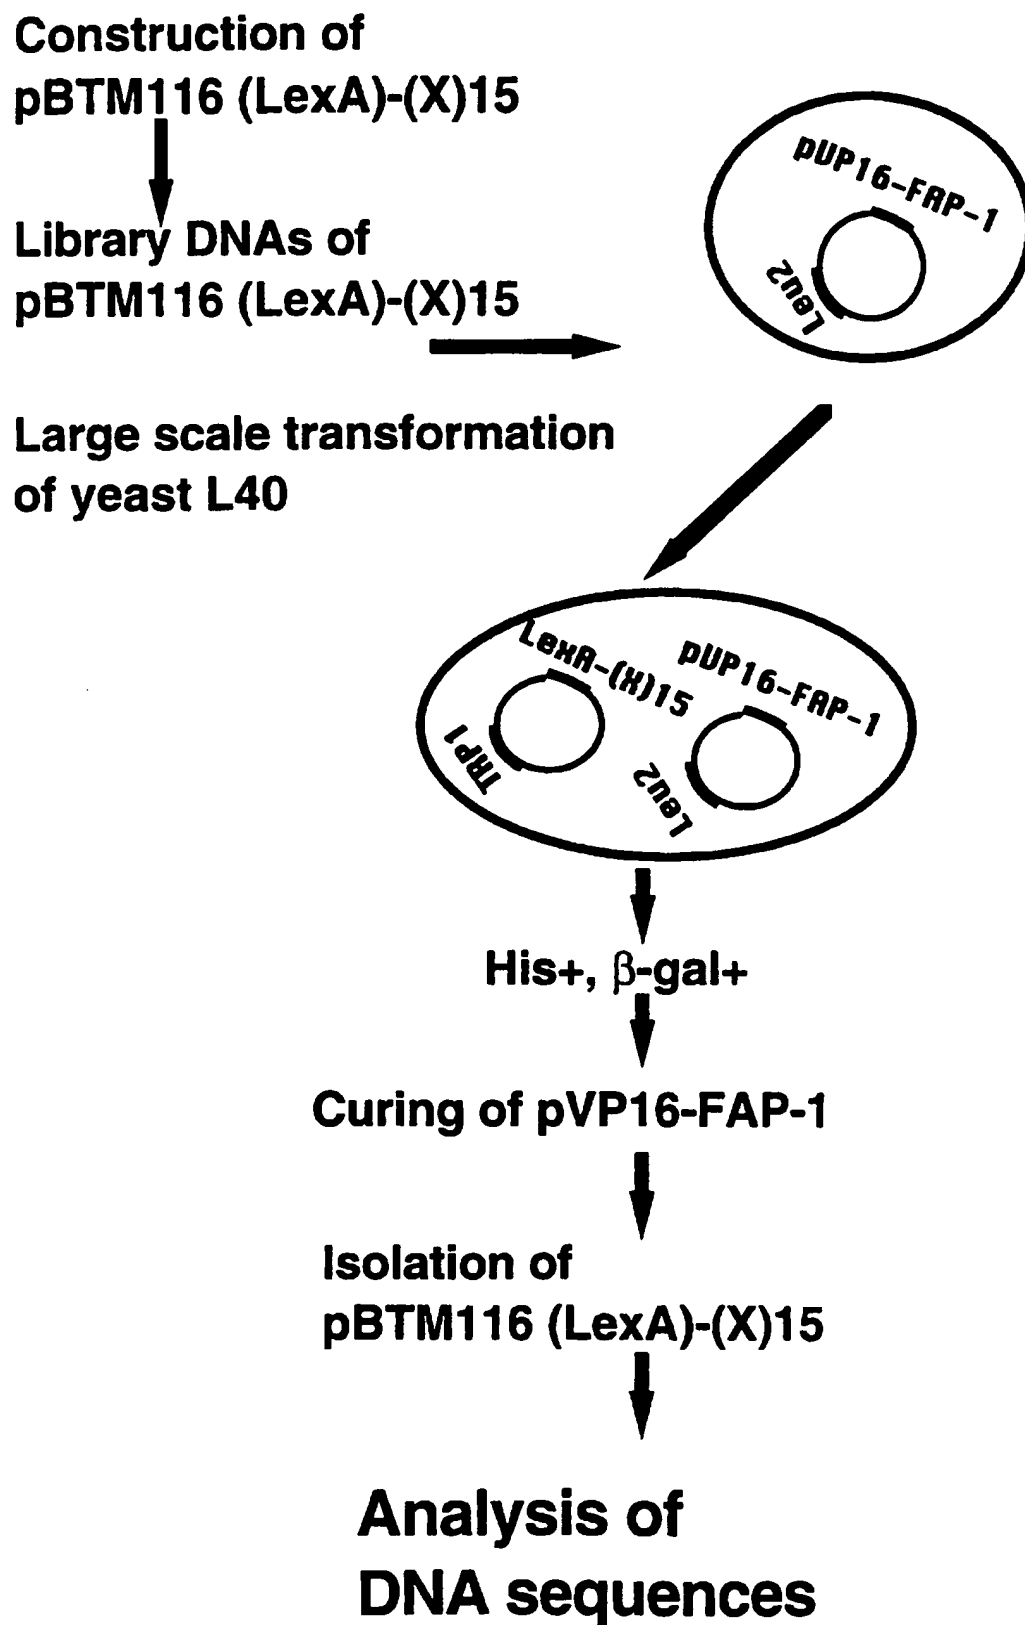 Construction of
pBTM116 (LexA)-(X)15
Library DNAs of
pBTM116 (LexA)-(X)15
pUP16-FAP-1
Leu2
Large scale transformation
of yeast L40
LexA-(X)15
TRP1
pUP16-FAP-1
Leu2
His+, β-gal+
Curing of pVP16-FAP-1
Isolation of
pBTM116 (LexA)-(X)15
Analysis of
DNA sequences